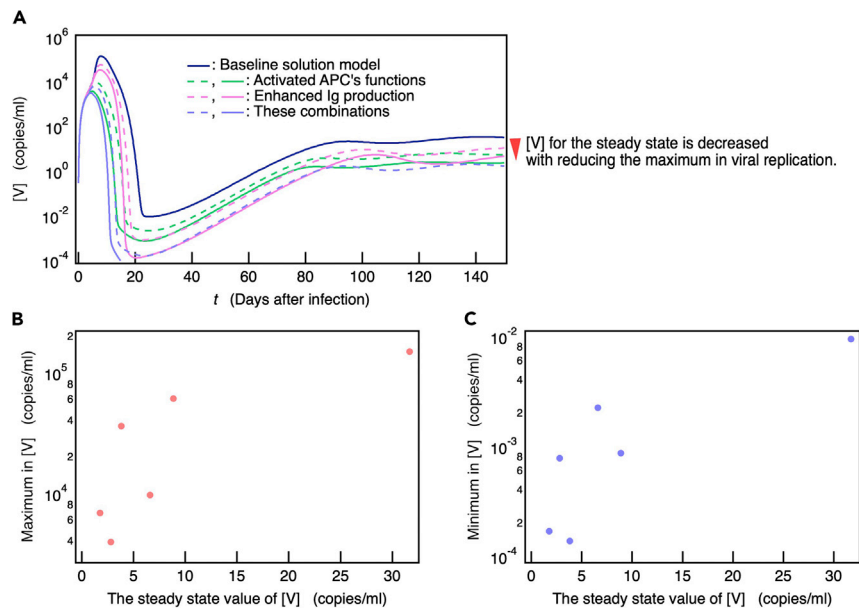 A
[V] (copies/ml)
10^6
10^4
10^2
10^0
10^-2
10^-4
: Baseline solution model
, : Activated APC's functions
, : Enhanced Ig production
, : These combinations
[V] for the steady state is decreased
with reducing the maximum in viral replication.
0 20 40 60 80 100 120 140
t (Days after infection)
B
Maximum in [V] (copies/ml)
2
10^5
8
6
4
2
10^4
8
6
4
0 5 10 15 20 25 30
The steady state value of [V] (copies/ml)
C
Minimum in [V] (copies/ml)
10^-2
8
6
4
2
10^-3
8
6
4
2
10^-4
0 5 10 15 20 25 30
The steady state value of [V] (copies/ml)